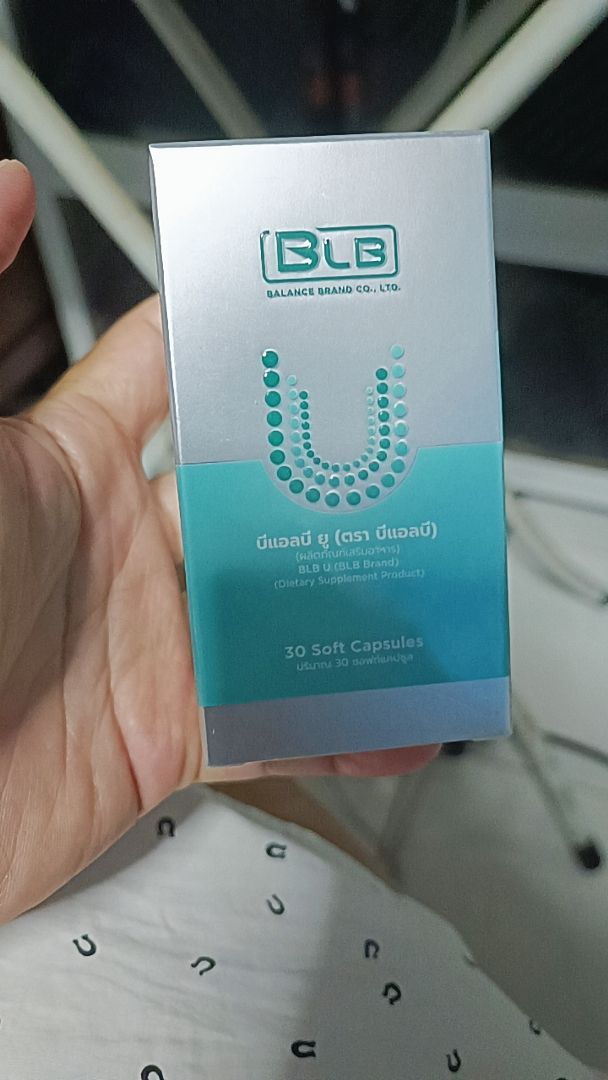 BLB
BALANCE BRAND CO., LTD.
บีแอลบี ยู (ตรา บีแอลบี)
(ผลิตภัณฑ์เสริมอาหาร)
BLB U (BLB Brand)
(Dietary Supplement Product)
30 Soft Capsules
ปริมาณ 30 ซอฟท์แคปซูล